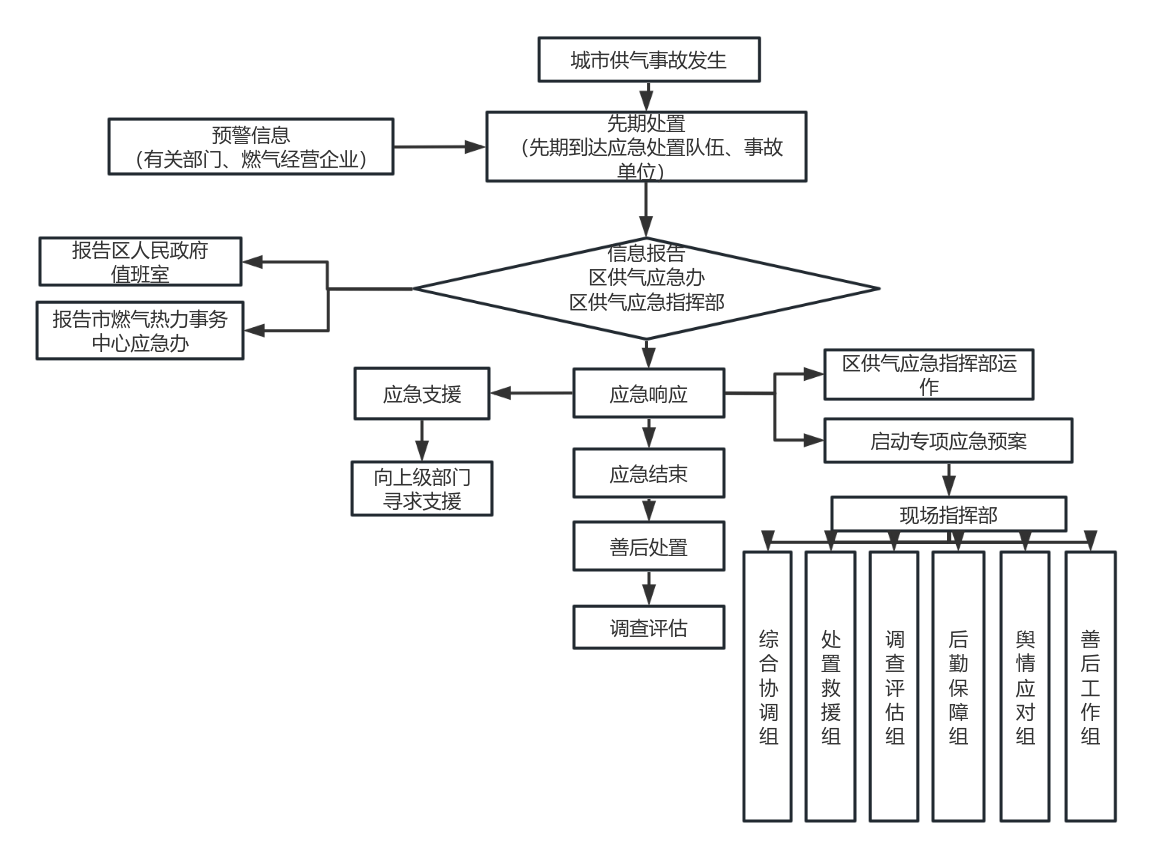 城市供气事故发生
预警信息
（有关部门、燃气经营企业）
先期处置
（先期到达应急处置队伍、事故
单位）
信息报告
区供气应急办
区供气应急指挥部
报告区人民政府
值班室
报告市燃气热力事务
中心应急办
应急支援
应急响应
区供气应急指挥部运
作
启动专项应急预案
向上级部门
寻求支援
应急结束
现场指挥部
善后处置
调查评估
综合协调组
处置救援组
调查评估组
后勤保障组
舆情应对组
善后工作组